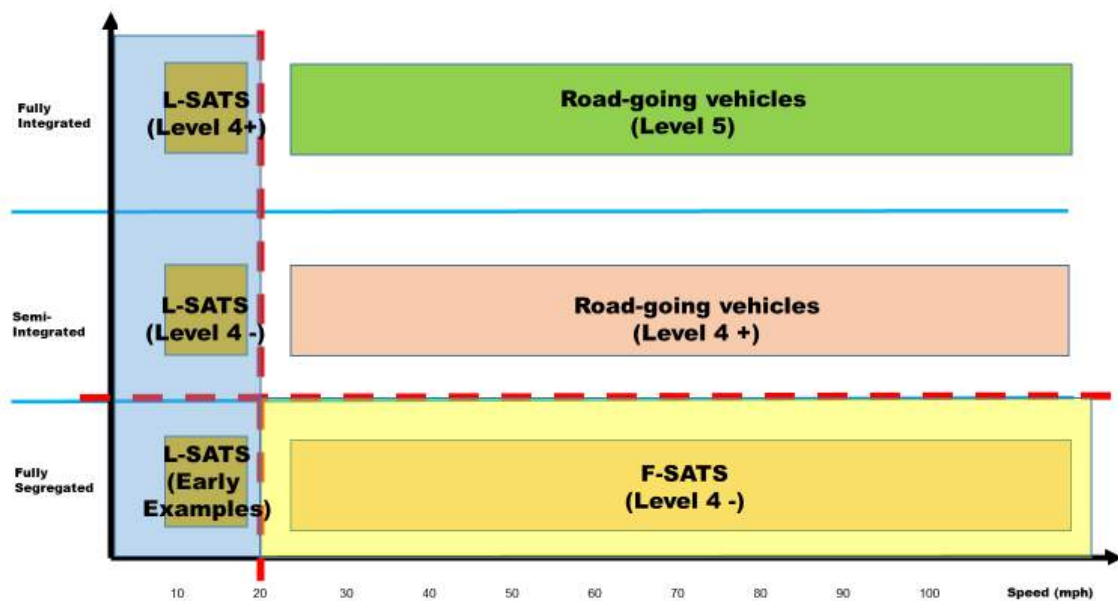 Fully
Integrated
L-SATS
(Level 4+)
Road-going vehicles
(Level 5)
Semi-
Integrated
L-SATS
(Level 4 -)
Road-going vehicles
(Level 4 +)
Fully
Segregated
L-SATS
(Early
Examples)
F-SATS
(Level 4 -)
10 20 30 40 50 60 70 80 90 100 Speed (mph)